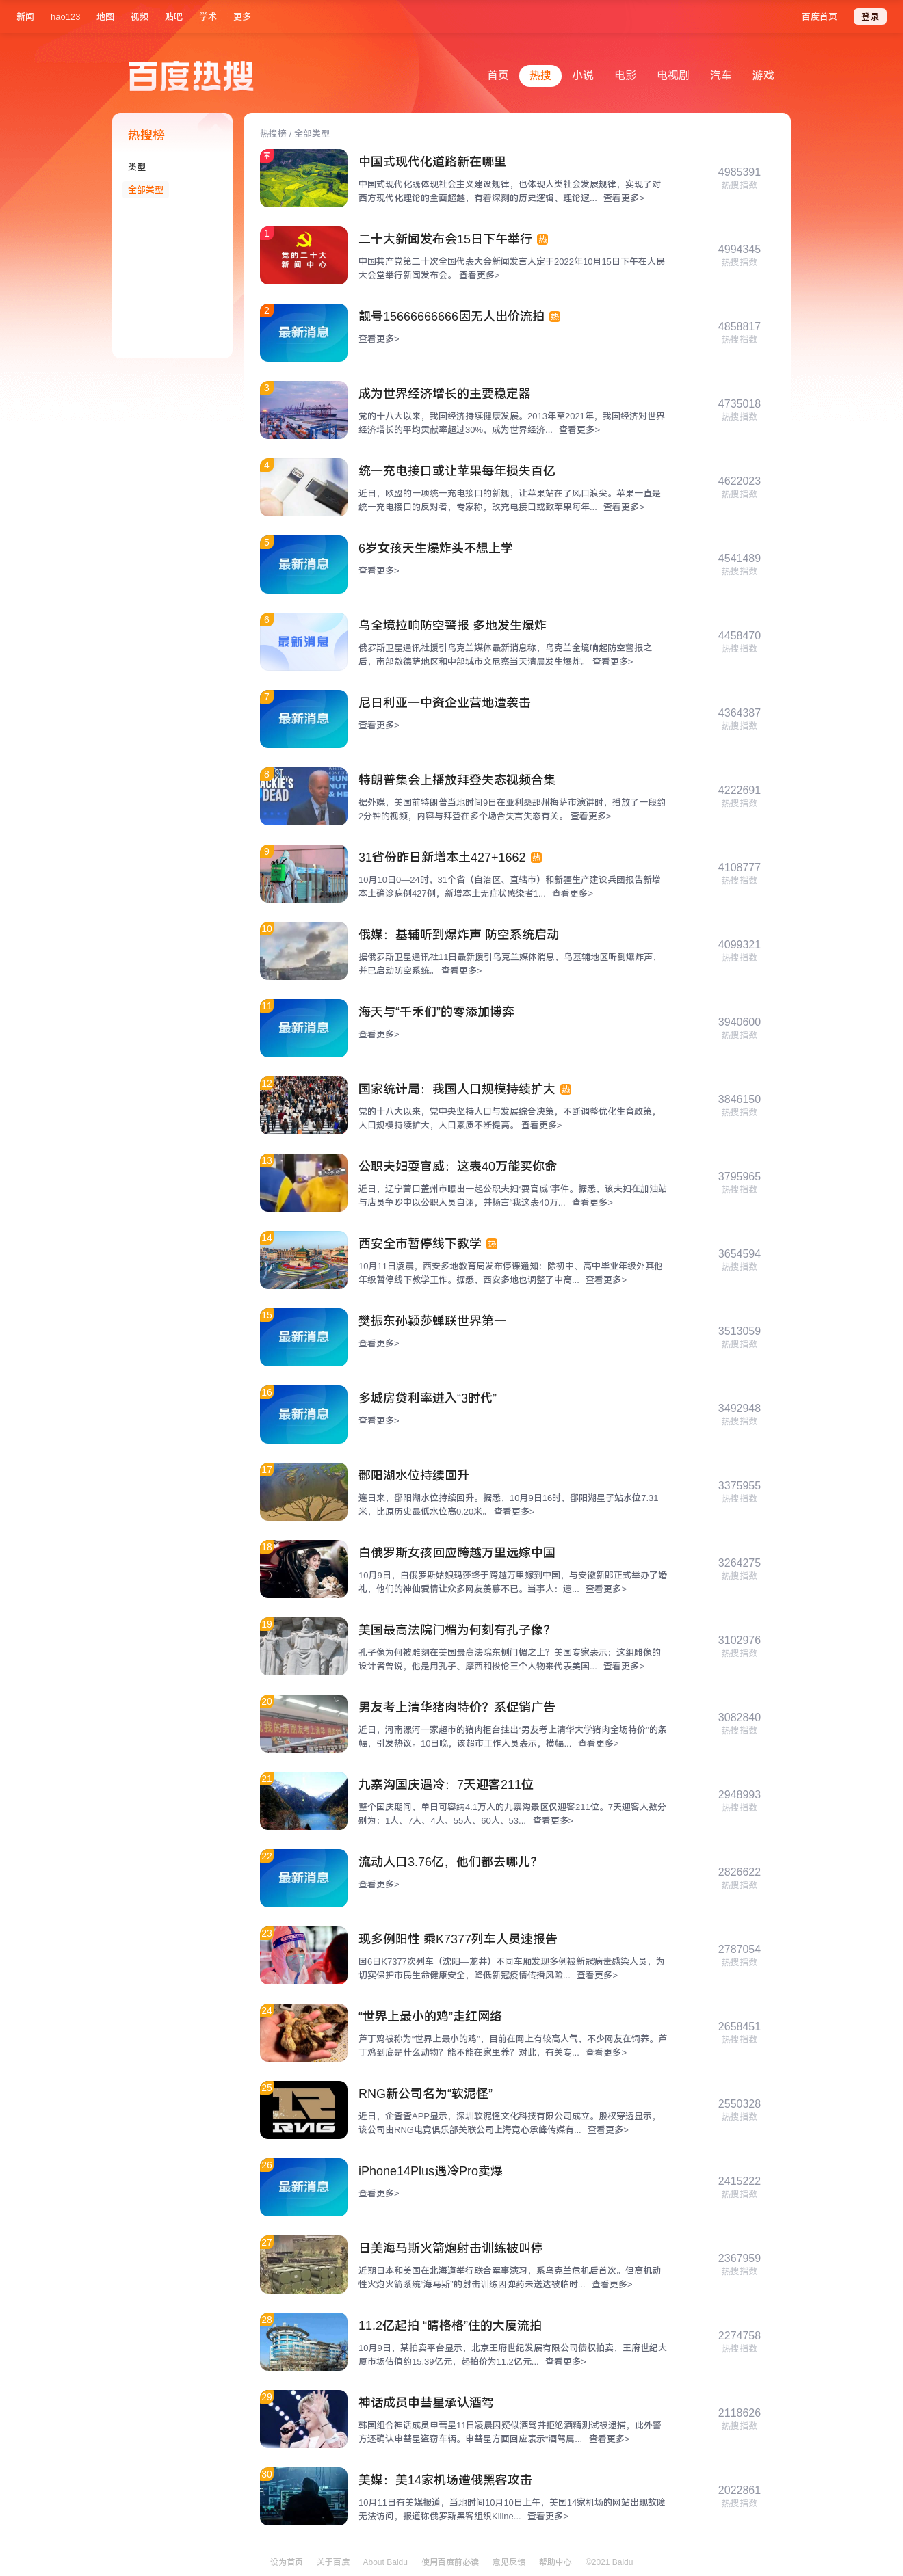 新闻 hao123 地图 视频 贴吧 学术 更多 百度首页 登录
百度热搜
首页 热搜 小说 电影 电视剧 汽车 游戏
热搜榜
类型
全部类型
热搜榜 / 全部类型
中国式现代化道路新在哪里
中国式现代化既体现社会主义建设规律，也体现人类社会发展规律，实现了对
西方现代化理论的全面超越，有着深刻的历史逻辑、理论逻... 查看更多>
4985391
热搜指数
1
党的二十大
新闻中心
二十大新闻发布会15日下午举行 热
中国共产党第二十次全国代表大会新闻发言人定于2022年10月15日下午在人民
大会堂举行新闻发布会。 查看更多>
4994345
热搜指数
2
最新消息
靓号15666666666因无人出价流拍 热
查看更多>
4858817
热搜指数
3
成为世界经济增长的主要稳定器
党的十八大以来，我国经济持续健康发展。2013年至2021年，我国经济对世界
经济增长的平均贡献率超过30%，成为世界经济... 查看更多>
4735018
热搜指数
4
统一充电接口或让苹果每年损失百亿
近日，欧盟的一项统一充电接口的新规，让苹果站在了风口浪尖。苹果一直是
统一充电接口的反对者，专家称，改充电接口或致苹果每年... 查看更多>
4622023
热搜指数
5
最新消息
6岁女孩天生爆炸头不想上学
查看更多>
4541489
热搜指数
6
最新消息
乌全境拉响防空警报 多地发生爆炸
俄罗斯卫星通讯社援引乌克兰媒体最新消息称，乌克兰全境响起防空警报之
后，南部敖德萨地区和中部城市文尼察当天清晨发生爆炸。 查看更多>
4458470
热搜指数
7
最新消息
尼日利亚一中资企业营地遭袭击
查看更多>
4364387
热搜指数
8
特朗普集会上播放拜登失态视频合集
据外媒，美国前特朗普当地时间9日在亚利桑那州梅萨市演讲时，播放了一段约
2分钟的视频，内容与拜登在多个场合失言失态有关。 查看更多>
4222691
热搜指数
9
31省份昨日新增本土427+1662 热
10月10日0—24时，31个省（自治区、直辖市）和新疆生产建设兵团报告新增
本土确诊病例427例，新增本土无症状感染者1... 查看更多>
4108777
热搜指数
10
俄媒：基辅听到爆炸声 防空系统启动
据俄罗斯卫星通讯社11日最新援引乌克兰媒体消息，乌基辅地区听到爆炸声，
并已启动防空系统。 查看更多>
4099321
热搜指数
11
最新消息
海天与“千禾们”的零添加博弈
查看更多>
3940600
热搜指数
12
国家统计局：我国人口规模持续扩大 热
党的十八大以来，党中央坚持人口与发展综合决策，不断调整优化生育政策，
人口规模持续扩大，人口素质不断提高。 查看更多>
3846150
热搜指数
13
公职夫妇耍官威：这表40万能买你命
近日，辽宁营口盖州市曝出一起公职夫妇“耍官威”事件。据悉，该夫妇在加油站
与店员争吵中以公职人员自诩，并扬言“我这表40万... 查看更多>
3795965
热搜指数
14
西安全市暂停线下教学 热
10月11日凌晨，西安多地教育局发布停课通知：除初中、高中毕业年级外其他
年级暂停线下教学工作。据悉，西安多地也调整了中高... 查看更多>
3654594
热搜指数
15
最新消息
樊振东孙颖莎蝉联世界第一
查看更多>
3513059
热搜指数
16
最新消息
多城房贷利率进入“3时代”
查看更多>
3492948
热搜指数
17
鄱阳湖水位持续回升
连日来，鄱阳湖水位持续回升。据悉，10月9日16时，鄱阳湖星子站水位7.31
米，比原历史最低水位高0.20米。 查看更多>
3375955
热搜指数
18
白俄罗斯女孩回应跨越万里远嫁中国
10月9日，白俄罗斯姑娘玛莎终于跨越万里嫁到中国，与安徽新郎正式举办了婚
礼，他们的神仙爱情让众多网友羡慕不已。当事人：遗... 查看更多>
3264275
热搜指数
19
美国最高法院门楣为何刻有孔子像？
孔子像为何被雕刻在美国最高法院东侧门楣之上？美国专家表示：这组雕像的
设计者曾说，他是用孔子、摩西和梭伦三个人物来代表美国... 查看更多>
3102976
热搜指数
20
男友考上清华猪肉特价？系促销广告
近日，河南漯河一家超市的猪肉柜台挂出“男友考上清华大学猪肉全场特价”的条
幅，引发热议。10日晚，该超市工作人员表示，横幅... 查看更多>
3082840
热搜指数
21
九寨沟国庆遇冷：7天迎客211位
整个国庆期间，单日可容纳4.1万人的九寨沟景区仅迎客211位。7天迎客人数分
别为：1人、7人、4人、55人、60人、53... 查看更多>
2948993
热搜指数
22
最新消息
流动人口3.76亿，他们都去哪儿？
查看更多>
2826622
热搜指数
23
现多例阳性 乘K7377列车人员速报告
因6日K7377次列车（沈阳—龙井）不同车厢发现多例被新冠病毒感染人员，为
切实保护市民生命健康安全，降低新冠疫情传播风险... 查看更多>
2787054
热搜指数
24
“世界上最小的鸡”走红网络
芦丁鸡被称为“世界上最小的鸡”，目前在网上有较高人气，不少网友在饲养。芦
丁鸡到底是什么动物？能不能在家里养？对此，有关专... 查看更多>
2658451
热搜指数
25
RNG
RNG新公司名为“软泥怪”
近日，企查查APP显示，深圳软泥怪文化科技有限公司成立。股权穿透显示，
该公司由RNG电竞俱乐部关联公司上海竞心承峰传媒有... 查看更多>
2550328
热搜指数
26
最新消息
iPhone14Plus遇冷Pro卖爆
查看更多>
2415222
热搜指数
27
日美海马斯火箭炮射击训练被叫停
近期日本和美国在北海道举行联合军事演习，系乌克兰危机后首次。但高机动
性火炮火箭系统“海马斯”的射击训练因弹药未送达被临时... 查看更多>
2367959
热搜指数
28
11.2亿起拍 “晴格格”住的大厦流拍
10月9日，某拍卖平台显示，北京王府世纪发展有限公司债权拍卖，王府世纪大
厦市场估值约15.39亿元，起拍价为11.2亿元... 查看更多>
2274758
热搜指数
29
神话成员申彗星承认酒驾
韩国组合神话成员申彗星11日凌晨因疑似酒驾并拒绝酒精测试被逮捕，此外警
方还确认申彗星盗窃车辆。申彗星方面回应表示“酒驾属... 查看更多>
2118626
热搜指数
30
美媒：美14家机场遭俄黑客攻击
10月11日有美媒报道，当地时间10月10日上午，美国14家机场的网站出现故障
无法访问，报道称俄罗斯黑客组织Killne... 查看更多>
2022861
热搜指数
设为首页 关于百度 About Baidu 使用百度前必读 意见反馈 帮助中心 ©2021 Baidu